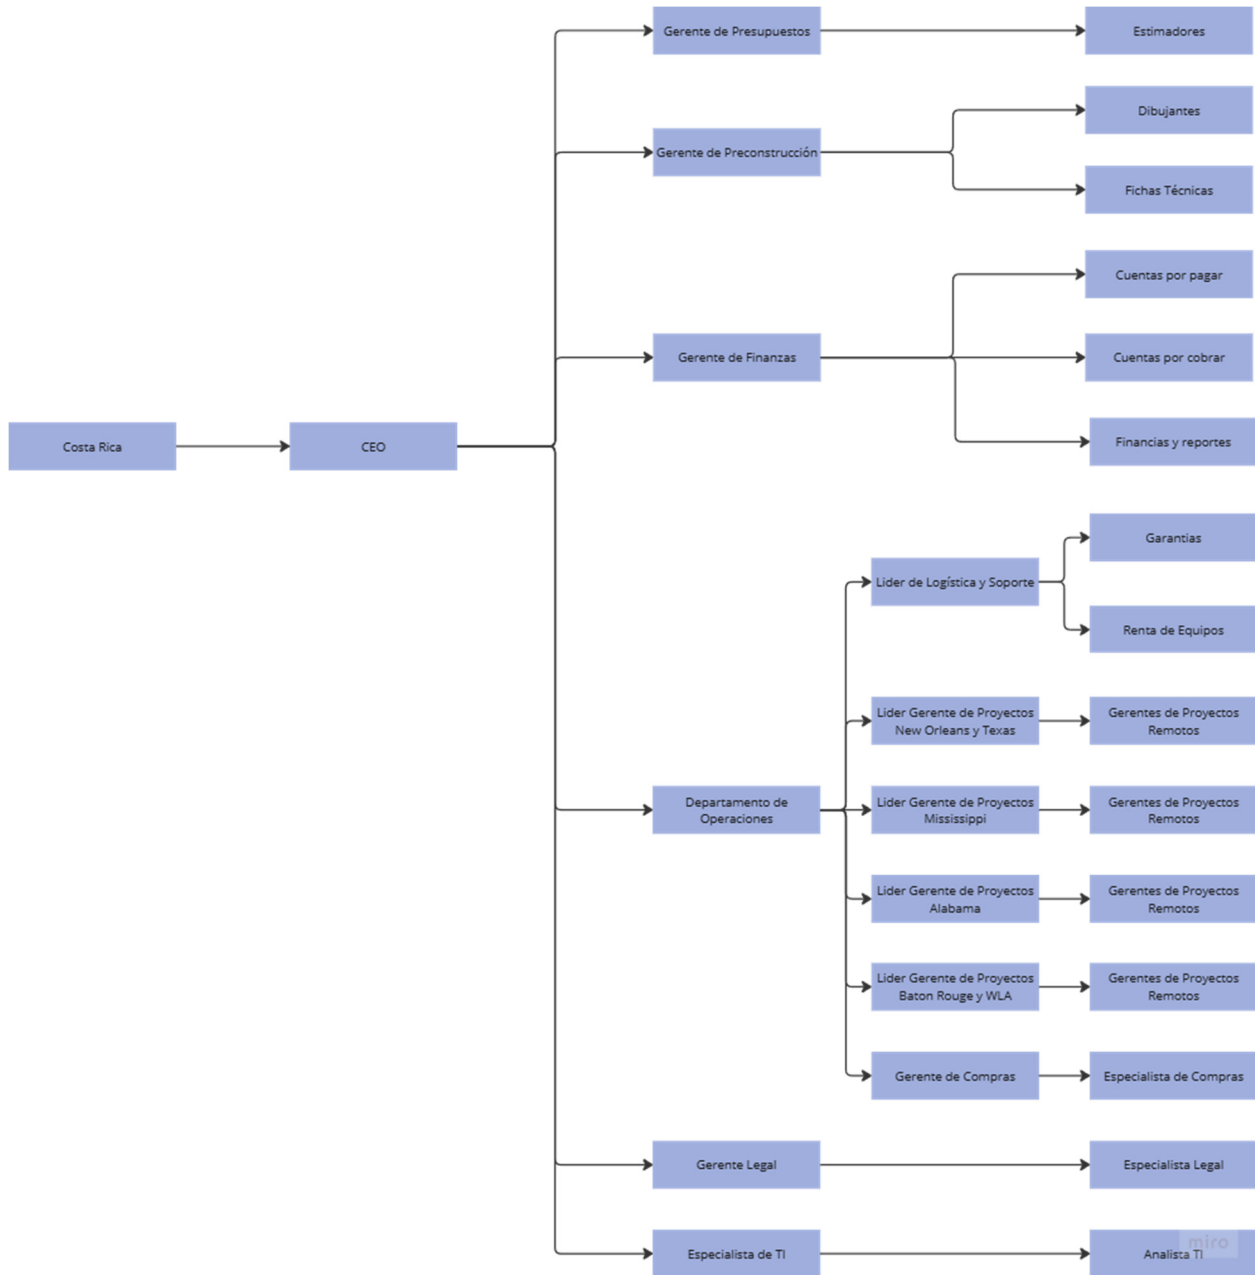 Gerente de Presupuestos
Estimadores
Dibujantes
Gerente de Preconstrucción
Fichas Técnicas
Cuentas por pagar
Gerente de Finanzas
Cuentas por cobrar
Costa Rica
CEO
Financias y reportes
Garantias
Lider de Logística y Soporte
Renta de Equipos
Lider Gerente de Proyectos
New Orleans y Texas
Gerentes de Proyectos
Remotos
Departamento de
Operaciones
Lider Gerente de Proyectos
Mississippi
Gerentes de Proyectos
Remotos
Lider Gerente de Proyectos
Alabama
Gerentes de Proyectos
Remotos
Lider Gerente de Proyectos
Baton Rouge y WLA
Gerentes de Proyectos
Remotos
Gerente de Compras
Especialista de Compras
Gerente Legal
Especialista Legal
Especialista de TI
Analista TI
miro